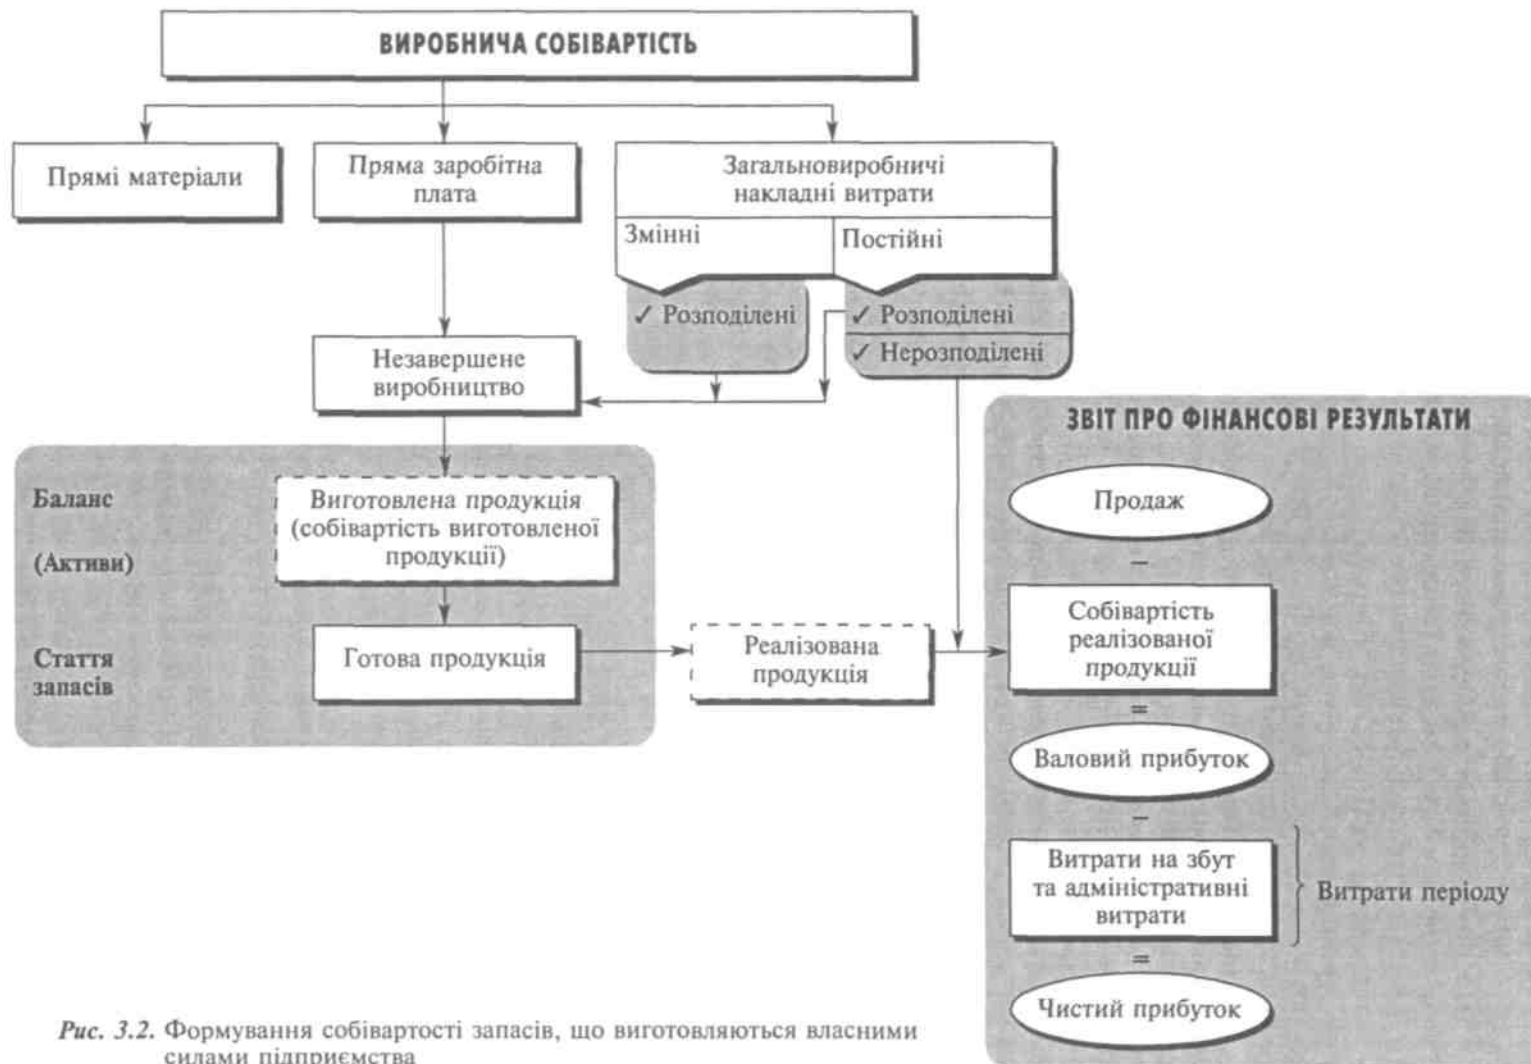 ВИРОБНИЧА СОБІВАРТІСТЬ
Прямі матеріали
Пряма заробітна
плата
Загальновиробничі
накладні витрати
Змінні
Постійні
✓ Розподілені
✓ Розподілені
✓ Нерозподілені
Незавершене
виробництво
Баланс
(Активи)
Стаття
запасів
Виготовлена продукція
(собівартість виготовленої
продукції)
Готова продукція
Реалізована
продукція
ЗВІТ ПРО ФІНАНСОВІ РЕЗУЛЬТАТИ
Продаж
−
Собівартість
реалізованої
продукції
=
Валовий прибуток
−
Витрати на збут
та адміністративні
витрати
Витрати періоду
=
Чистий прибуток
Рис. 3.2. Формування собівартості запасів, що виготовляються власними
силами підприємства